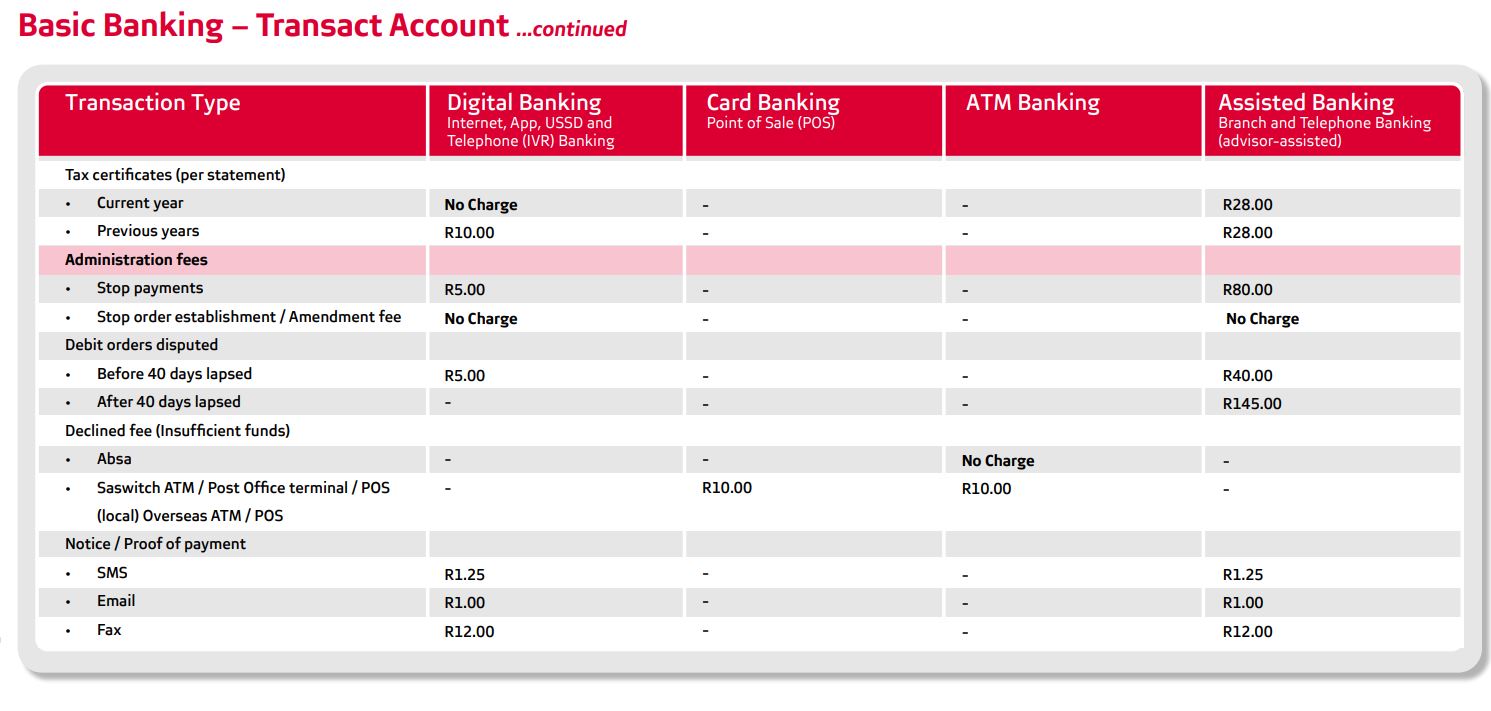 Basic Banking – Transact Account ...continued
Transaction Type Digital Banking Card Banking ATM Banking Assisted Banking
Internet, App, USSD and Point of Sale (POS) Branch and Telephone Banking
Telephone (IVR) Banking (advisor-assisted)
Tax certificates (per statement)
• Current year No Charge - - R28.00
• Previous years R10.00 - - R28.00
Administration fees
• Stop payments R5.00 - - R80.00
• Stop order establishment / Amendment fee No Charge - - No Charge
Debit orders disputed
• Before 40 days lapsed R5.00 - - R40.00
• After 40 days lapsed - - - R145.00
Declined fee (Insufficient funds)
• Absa - - No Charge -
• Saswitch ATM / Post Office terminal / POS - R10.00 R10.00 -
(local) Overseas ATM / POS
Notice / Proof of payment
• SMS R1.25 - - R1.25
• Email R1.00 - - R1.00
• Fax R12.00 - - R12.00